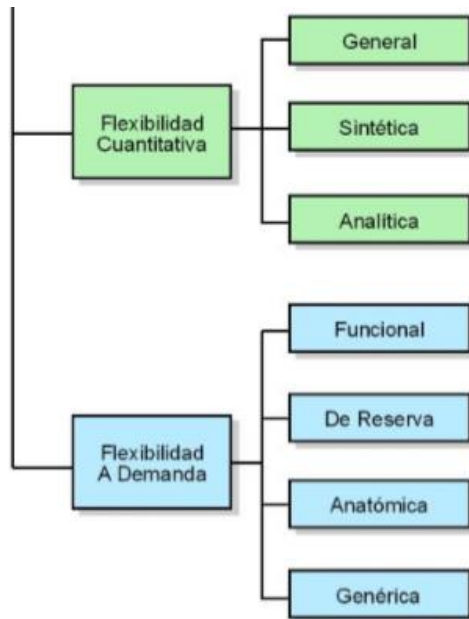 General
Flexibilidad
Cuantitativa
Sintética
Analítica
Funcional
De Reserva
Flexibilidad
A Demanda
Anatómica
Genérica